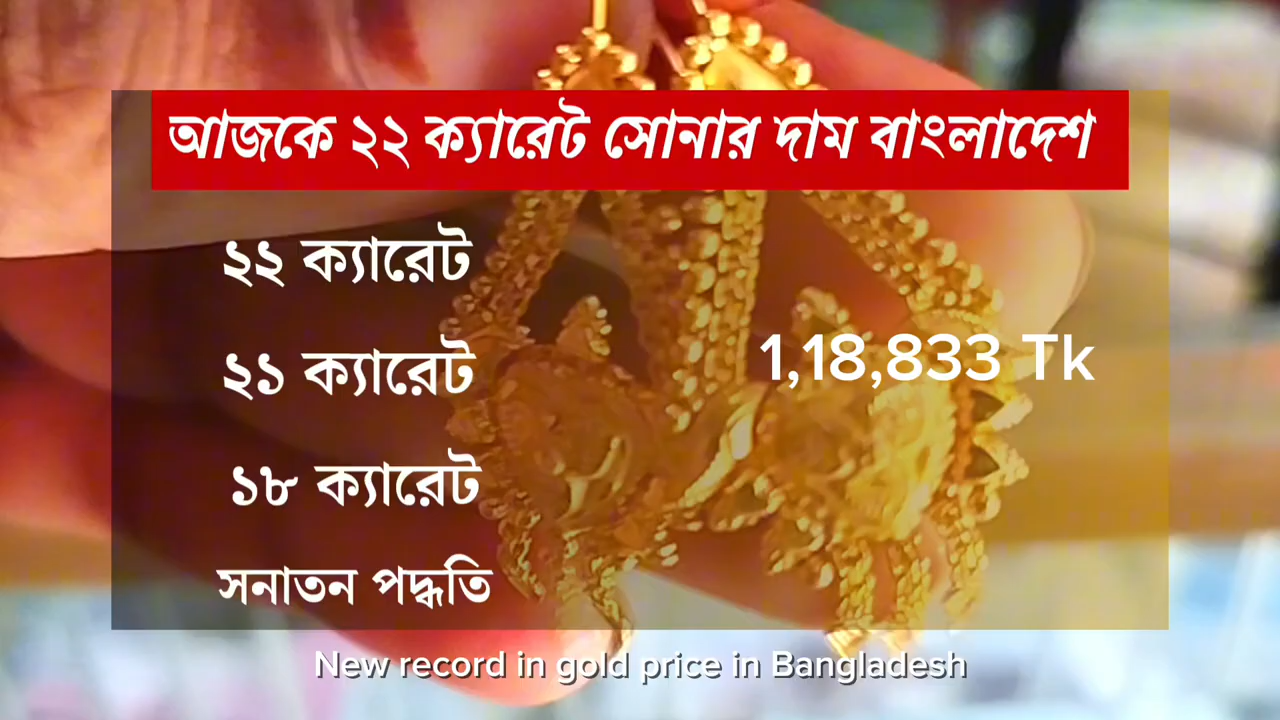 আজকে ২২ ক্যারেট সোনার দাম বাংলাদেশ
২২ ক্যারেট
২১ ক্যারেট 1,18,833 Tk
১৮ ক্যারেট
সনাতন পদ্ধতি
New record in gold price in Bangladesh